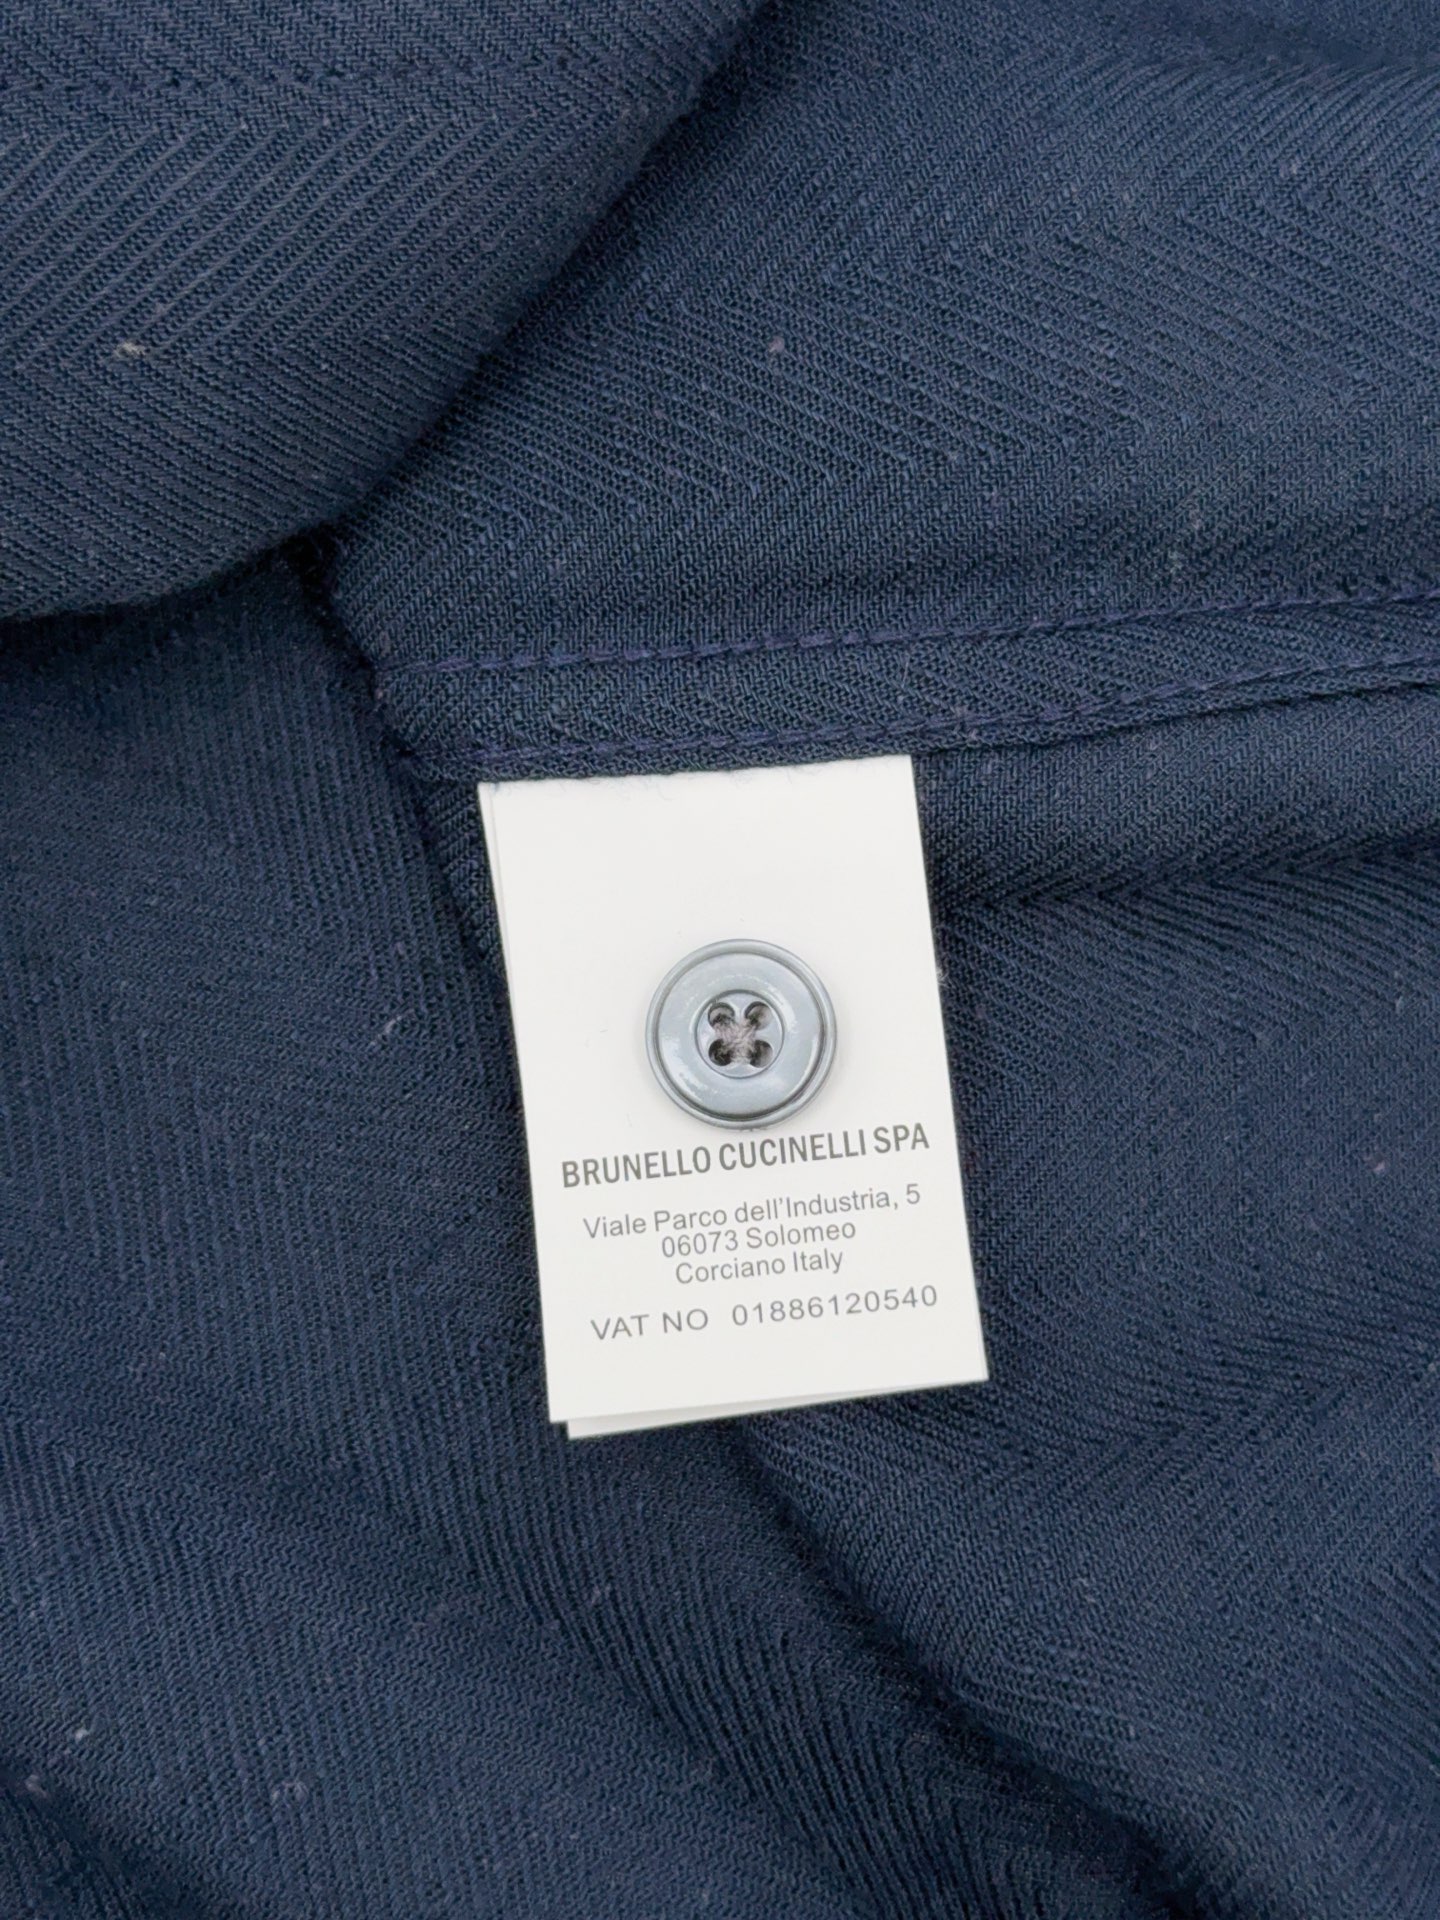 BRUNELLO CUCINELLI SPA
Viale Parco dell'Industria, 5
06073 Solomeo
Corciano Italy
VAT NO 01886120540